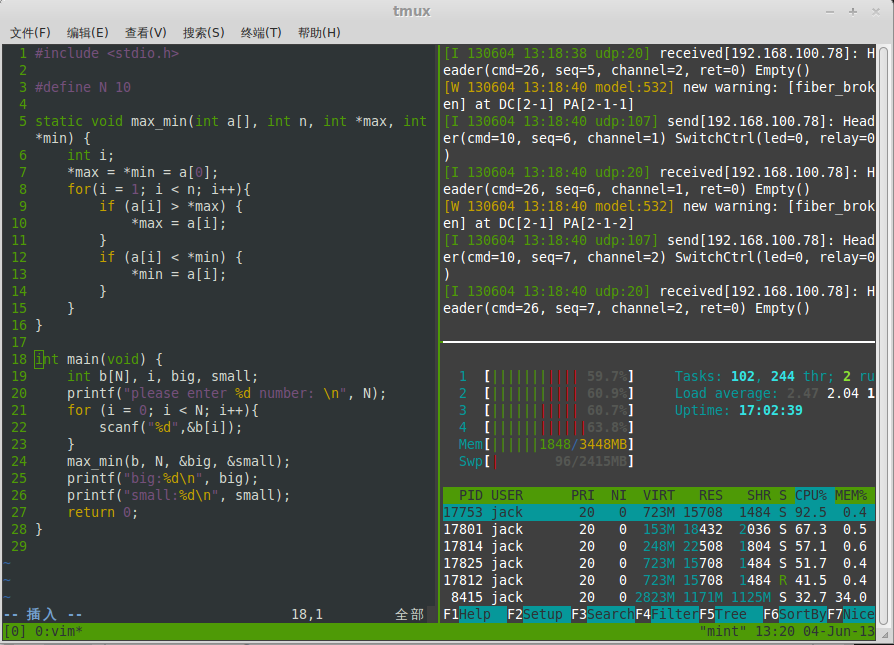 tmux
文件(F) 编辑(E) 查看(V) 搜索(S) 终端(T) 帮助(H)
1 #include <stdio.h>
2
3 #define N 10
4
5 static void max_min(int a[], int n, int *max, int
*min) {
6     int i;
7     *max = *min = a[0];
8     for(i = 1; i < n; i++){
9         if (a[i] > *max) {
10             *max = a[i];
11         }
12         if (a[i] < *min) {
13             *min = a[i];
14         }
15     }
16 }
17
18 int main(void) {
19     int b[N], i, big, small;
20     printf("please enter %d number: \n", N);
21     for (i = 0; i < N; i++){
22         scanf("%d",&b[i]);
23     }
24     max_min(b, N, &big, &small);
25     printf("big:%d\n", big);
26     printf("small:%d\n", small);
27     return 0;
28 }
29
~
~
~
-- 插入 -- 18,1 全部
[I 130604 13:18:38 udp:20] received[192.168.100.78]: H
eader(cmd=26, seq=5, channel=2, ret=0) Empty()
[W 130604 13:18:40 model:532] new warning: [fiber_brok
en] at DC[2-1] PA[2-1-1]
[I 130604 13:18:40 udp:107] send[192.168.100.78]: Head
er(cmd=10, seq=6, channel=1) SwitchCtrl(led=0, relay=0
)
[I 130604 13:18:40 udp:20] received[192.168.100.78]: H
eader(cmd=26, seq=6, channel=1, ret=0) Empty()
[W 130604 13:18:40 model:532] new warning: [fiber_brok
en] at DC[2-1] PA[2-1-2]
[I 130604 13:18:40 udp:107] send[192.168.100.78]: Head
er(cmd=10, seq=7, channel=2) SwitchCtrl(led=0, relay=0
)
[I 130604 13:18:40 udp:20] received[192.168.100.78]: H
eader(cmd=26, seq=7, channel=2, ret=0) Empty()
1 [||||||||||| 59.7%] Tasks: 102, 244 thr; 2 ru
2 [||||||||||| 60.9%] Load average: 2.47 2.04 1
3 [||||||||||| 60.7%] Uptime: 17:02:39
4 [|||||||||||| 63.8%]
Mem[||||||1848/3448MB]
Swp[| 96/2415MB]
PID USER PRI NI VIRT RES SHR S CPU% MEM%
17753 jack 20 0 723M 15708 1484 S 92.5 0.4
17801 jack 20 0 153M 18432 2036 S 67.3 0.5
17814 jack 20 0 248M 22508 1804 S 57.1 0.6
17825 jack 20 0 723M 15708 1484 S 51.7 0.4
17812 jack 20 0 723M 15708 1484 R 41.5 0.4
8415 jack 20 0 2823M 1171M 1125M S 32.7 34.0
F1Help F2Setup F3SearchF4FilterF5Tree F6SortByF7Nice
[0] 0:vim* "mint" 13:20 04-Jun-13